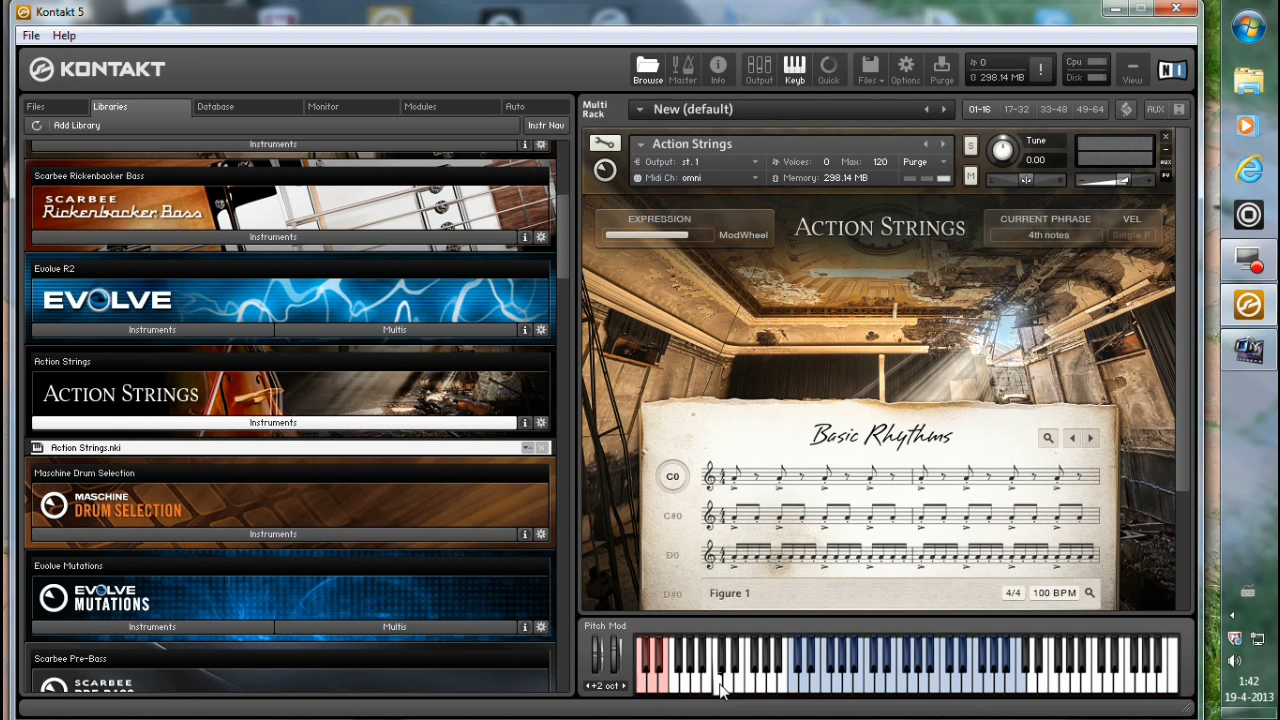 Kontakt 5
File Help
KONTAKT
Browse Master Info Output Keyb Quick Files Options Purge
0
298.14 MB
!
Cpu
Disk
View
NI
Files Libraries Database Monitor Modules Auto
Add Library
Instr Nav
Instruments i
Scarbee Rickenbacker Bass
SCARBEE
Rickenbacker Bass
Instruments i
Evolve R2
EVOLVE
Instruments Multis i
Action Strings
ACTION STRINGS
Instruments i
Action Strings.nki
Maschine Drum Selection
MASCHINE
DRUM SELECTION
Instruments i
Evolve Mutations
EVOLVE
MUTATIONS
Instruments Multis i
Scarbee Pre-Bass
SCARBEE
Multi
Rack
New (default)
01-16 17-32 33-48 49-64 AUX
Action Strings
Output: st. 1 Voices: 0 Max: 120 Purge
Midi Ch: omni Memory: 298.14 MB
S
M
Tune
0.00
L R
AUX
PV
EXPRESSION
ModWheel
ACTION STRINGS
CURRENT PHRASE VEL
4th notes Single P.
Basic Rhythms
C0
C#0
D0
D#0
Figure 1 4/4 100 BPM
Pitch Mod
+2 oct
1:42
19-4-2013